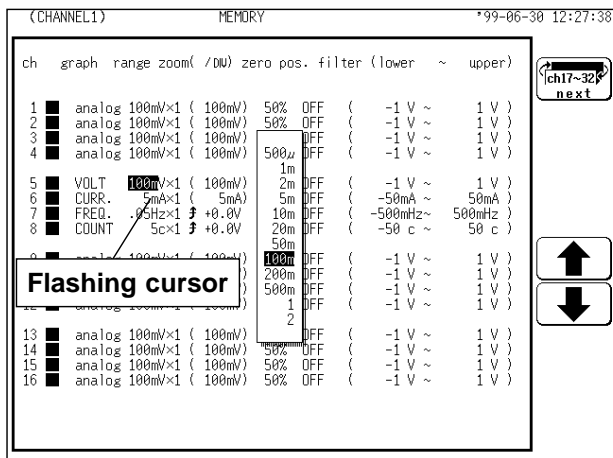 (CHANNEL1) MEMORY '99-06-30 12:27:38
ch graph range zoom( /DIV) zero pos. filter (lower ~ upper)
ch17~32
next
1 analog 100mV×1 ( 100mV) 50% OFF ( -1 V ~ 1 V )
2 analog 100mV×1 ( 100mV) 50% OFF ( -1 V ~ 1 V )
3 analog 100mV×1 ( 100mV) OFF ( -1 V ~ 1 V )
4 analog 100mV×1 ( 100mV) 500µ OFF ( -1 V ~ 1 V )
1m
5 VOLT 100mV×1 ( 100mV) 2m OFF ( -1 V ~ 1 V )
6 CURR. 5mA×1 ( 5mA) 5m OFF ( -50mA ~ 50mA )
7 FREQ. .05Hz×1 +0.0V 10m OFF ( -500mHz~ 500mHz )
8 COUNT 5c×1 +0.0V 20m OFF ( -50 c ~ 50 c )
50m
100m OFF ( -1 V ~ 1 V )
200m OFF ( -1 V ~ 1 V )
Flashing cursor
500m OFF ( -1 V ~ 1 V )
1 OFF ( -1 V ~ 1 V )
2
13 analog 100mV×1 ( 100mV) OFF ( -1 V ~ 1 V )
14 analog 100mV×1 ( 100mV) 50% OFF ( -1 V ~ 1 V )
15 analog 100mV×1 ( 100mV) 50% OFF ( -1 V ~ 1 V )
16 analog 100mV×1 ( 100mV) 50% OFF ( -1 V ~ 1 V )